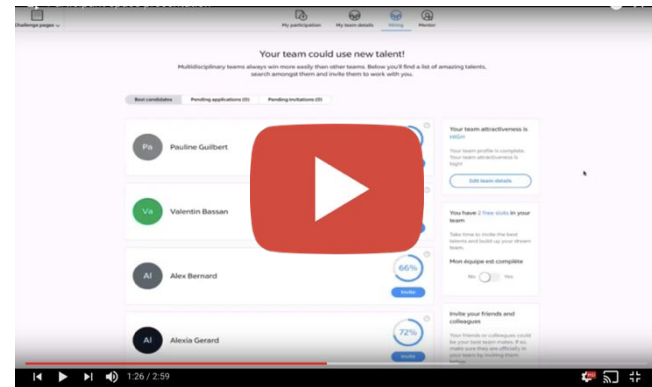 Challenge pages
My participation
My team details
Hiring
Mentor
Your team could use new talent!
Multidisciplinary teams always win more easily than other teams. Below you'll find a list of amazing talents,
search amongst them and invite them to work with you.
Best candidates
Pending applications (0)
Pending invitations (0)
Pa
Pauline Guilbert
Va
Valentin Bassan
Al
Alex Bernard
66%
Invite
Al
Alexia Gerard
72%
Invite
Your team attractiveness is
HIGH
Your team profile is complete.
Your team attractiveness is
high!
Edit team details
You have 2 free slots in your
team
Take time to invite the best
talents and build up your dream
team.
Mon équipe est complète
No
Yes
Invite your friends and
colleagues
Your friends or colleagues could
be your best team mates. If so,
make sure they are officially in
your team by inviting them
1:26 / 2:59